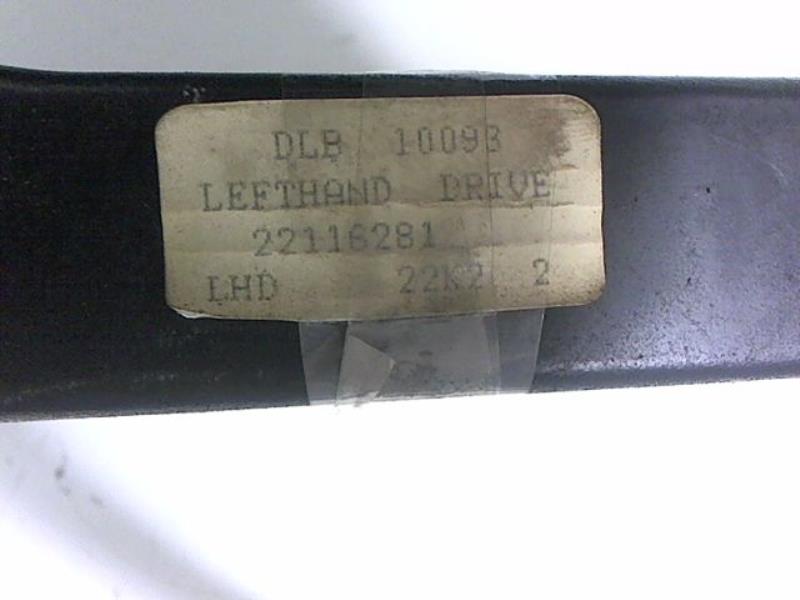 DLB 10093
LEFTHAND DRIVE
22116281
LHD 22K2 2